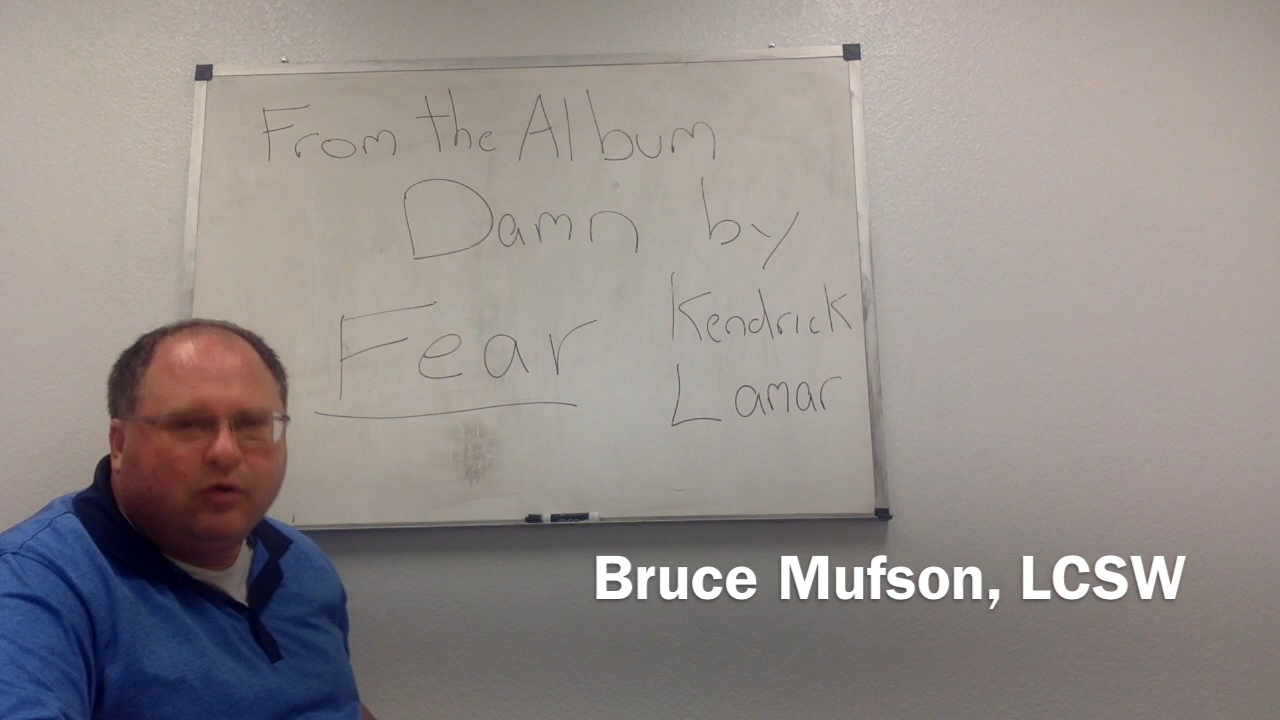 From the Album
Damn by
Fear
Kendrick
Lamar
Bruce Mufson, LCSW